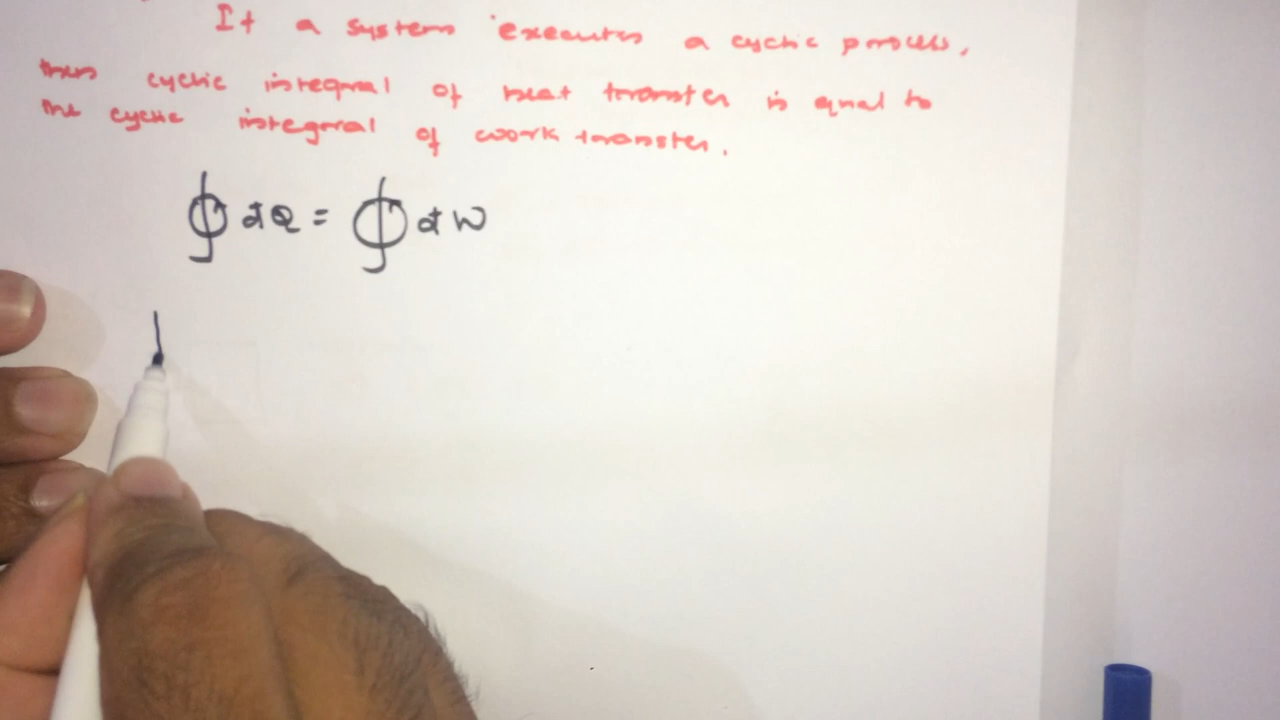 If a system executes a cyclic process,
then cyclic integral of heat transfer is equal to
the cyclic integral of work transfer.
∮ đQ = ∮ đW